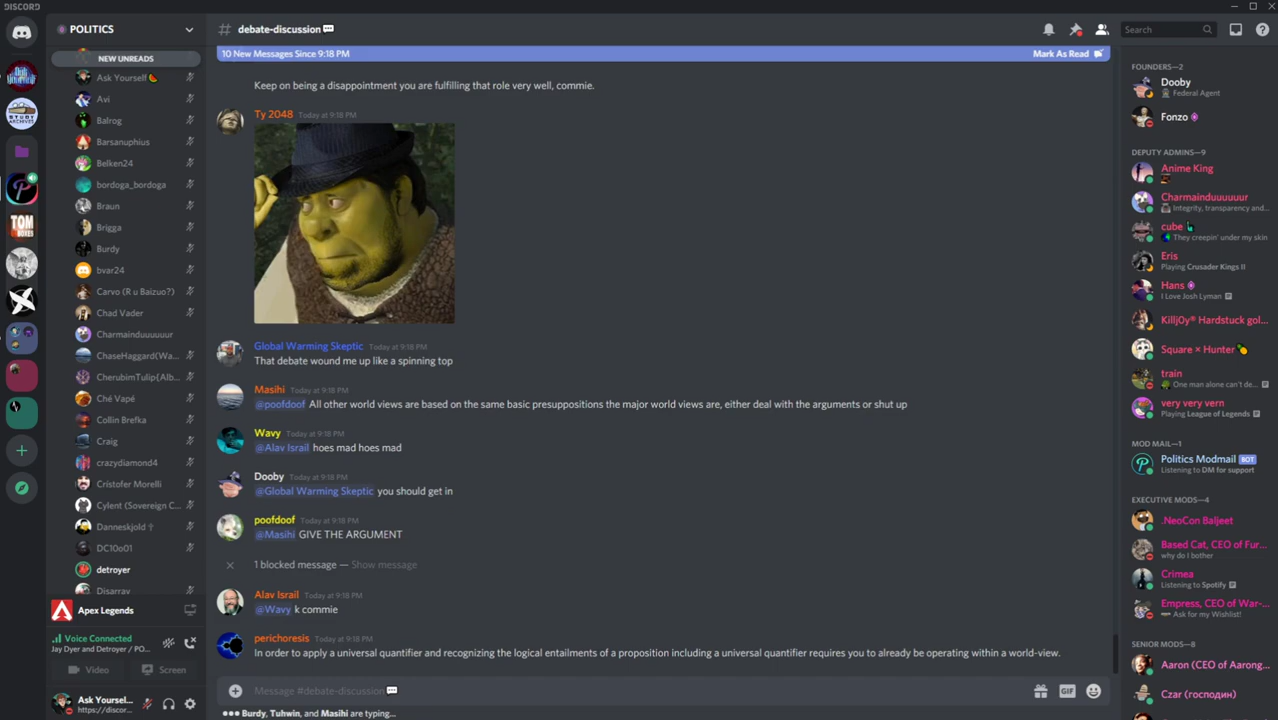 DISCORD
POLITICS
NEW UNREADS
Ask Yourself 🍉
Avi
Balrog
Barsanuphius
Belken24
bordoga_bordoga
Braun
Brigga
Burdy
bvar24
Carvo (R u Baizuo?)
Chad Vader
Charmainduuuuuur
ChaseHaggard(Wa...
CherubimTulip{Alb...
Ché Vapé
Collin Brefka
Craig
crazydiamond4
Cristofer Morelli
Cylent (Sovereign C...
Danneskjold †
DC10o01
detroyer
Disarray
Apex Legends
Voice Connected
Jay Dyer and Detroyer / PO...
Video
Screen
Ask Yoursel...
https://discor...
STUDY
ARCHIVES
TOM
BOXES
# debate-discussion 💬
Search
10 New Messages Since 9:18 PM
Mark As Read
Keep on being a disappointment you are fulfilling that role very well, commie.
Ty 2048 Today at 9:18 PM
Global Warming Skeptic Today at 9:18 PM
That debate wound me up like a spinning top
Masihi Today at 9:18 PM
@poofdoof All other world views are based on the same basic presuppositions the major world views are, either deal with the arguments or shut up
Wavy Today at 9:18 PM
@Alav Israil hoes mad hoes mad
Dooby Today at 9:18 PM
@Global Warming Skeptic you should get in
poofdoof Today at 9:18 PM
@Masihi GIVE THE ARGUMENT
1 blocked message — Show message
Alav Israil Today at 9:18 PM
@Wavy k commie
perichoresis Today at 9:18 PM
In order to apply a universal quantifier and recognizing the logical entailments of a proposition including a universal quantifier requires you to already be operating within a world-view.
Message #debate-discussion 💬
GIF
Burdy, Tuhwin, and Masihi are typing...
FOUNDERS—2
Dooby
Federal Agent
Fonzo
DEPUTY ADMINS—9
Anime King
Charmainduuuuuur
Integrity, transparency and...
cube
They creepin' under my skin
Eris
Playing Crusader Kings II
Hans
I Love Josh Lyman
Killj0y® Hardstuck gol...
Square × Hunter 🍍
train
One man alone can't de...
very very vern
Playing League of Legends
MOD MAIL—1
Politics Modmail BOT
Listening to DM for support
EXECUTIVE MODS—4
.NeoCon Baljeet
Based Cat, CEO of Fur...
why do I bother
Crimea
Listening to Spotify
Empress, CEO of War-...
Ask for my Wishlist!
SENIOR MODS—8
Aaron (CEO of Aarong...
Czar (господин)